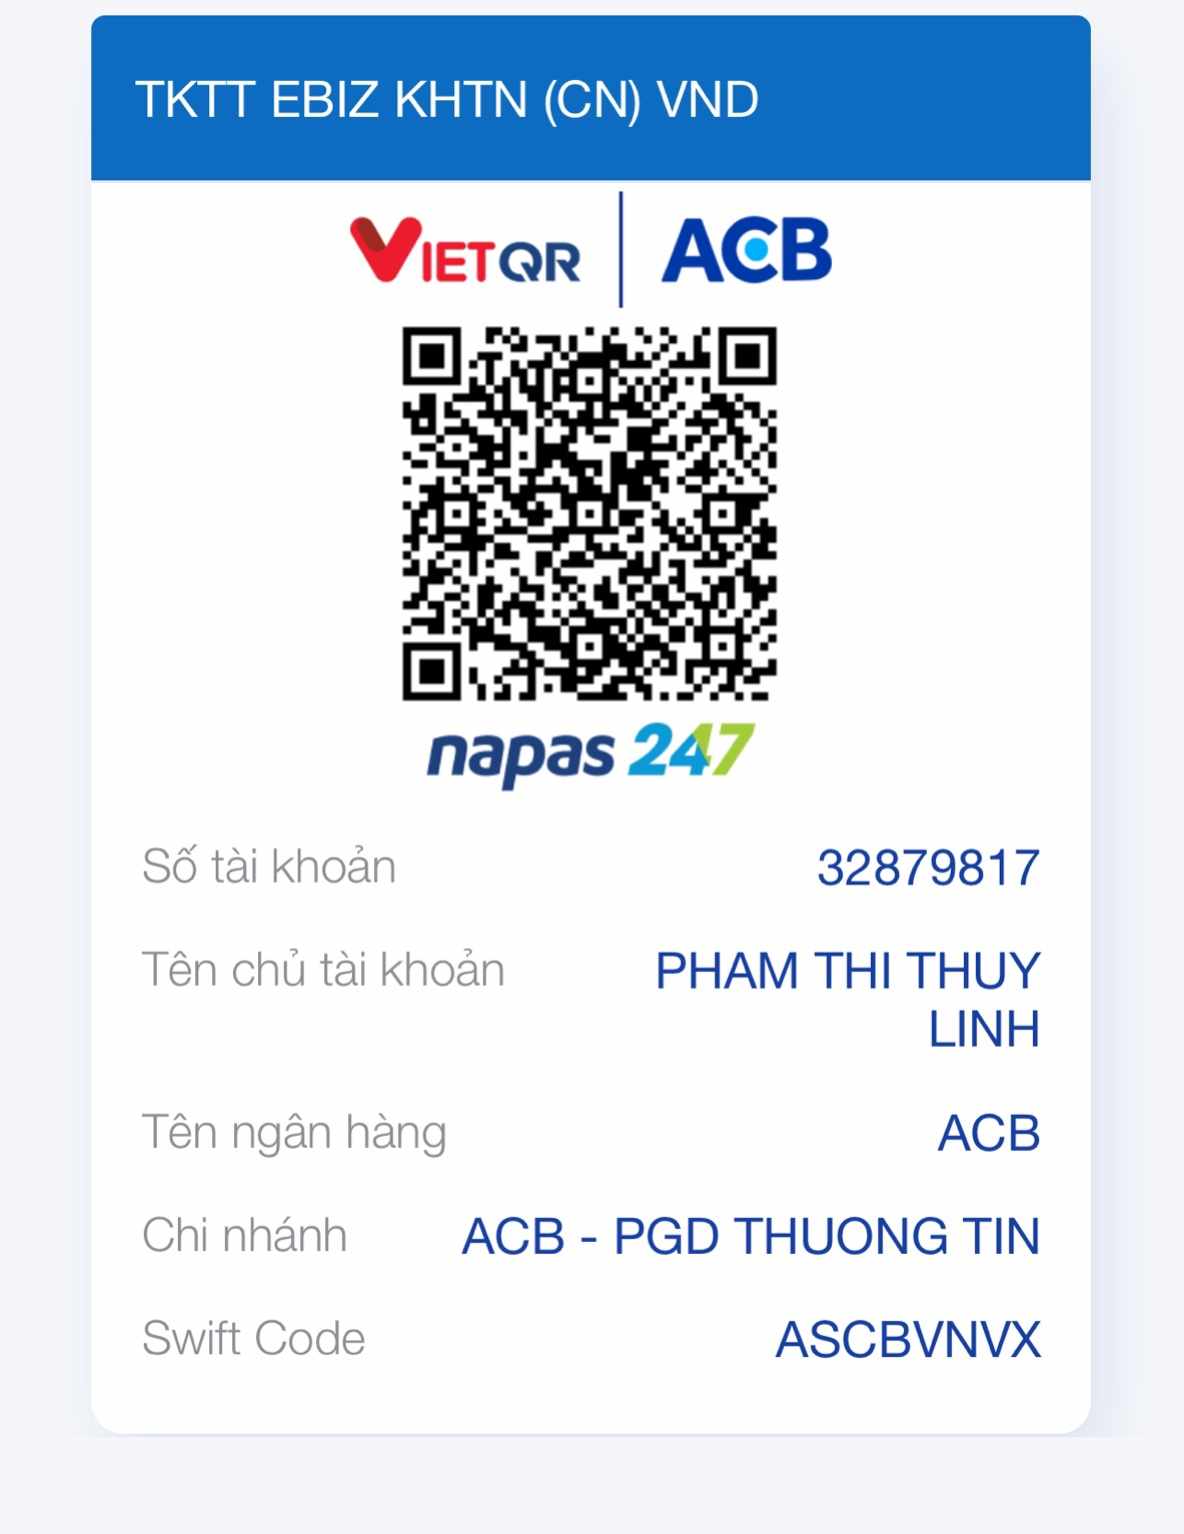 TKTT EBIZ KHTN (CN) VND
VIETQR ACB
napas 247
Số tài khoản 32879817
Tên chủ tài khoản PHAM THI THUY
LINH
Tên ngân hàng ACB
Chi nhánh ACB - PGD THUONG TIN
Swift Code ASCBVNVX